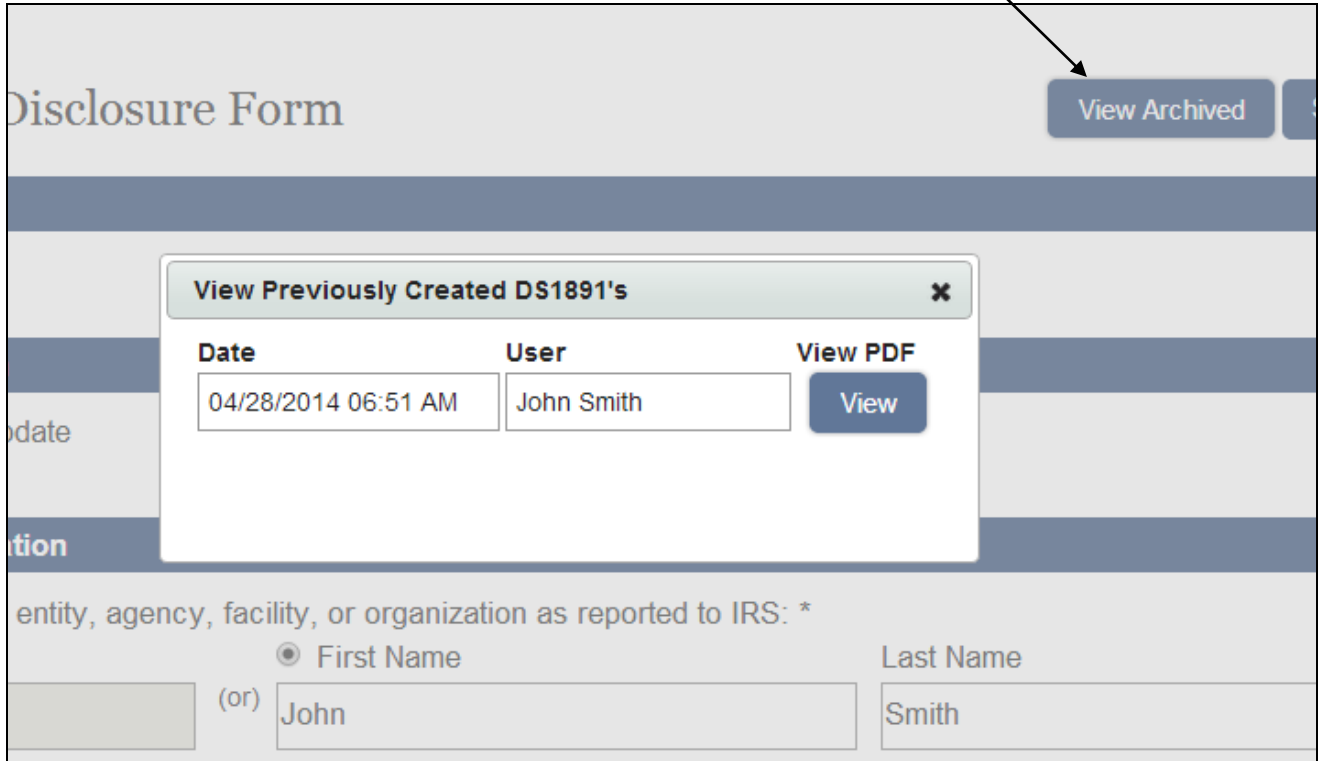 Disclosure Form
View Archived
View Previously Created DS1891's
Date User View PDF
04/28/2014 06:51 AM John Smith View
entity, agency, facility, or organization as reported to IRS: *
First Name Last Name
(or) John Smith